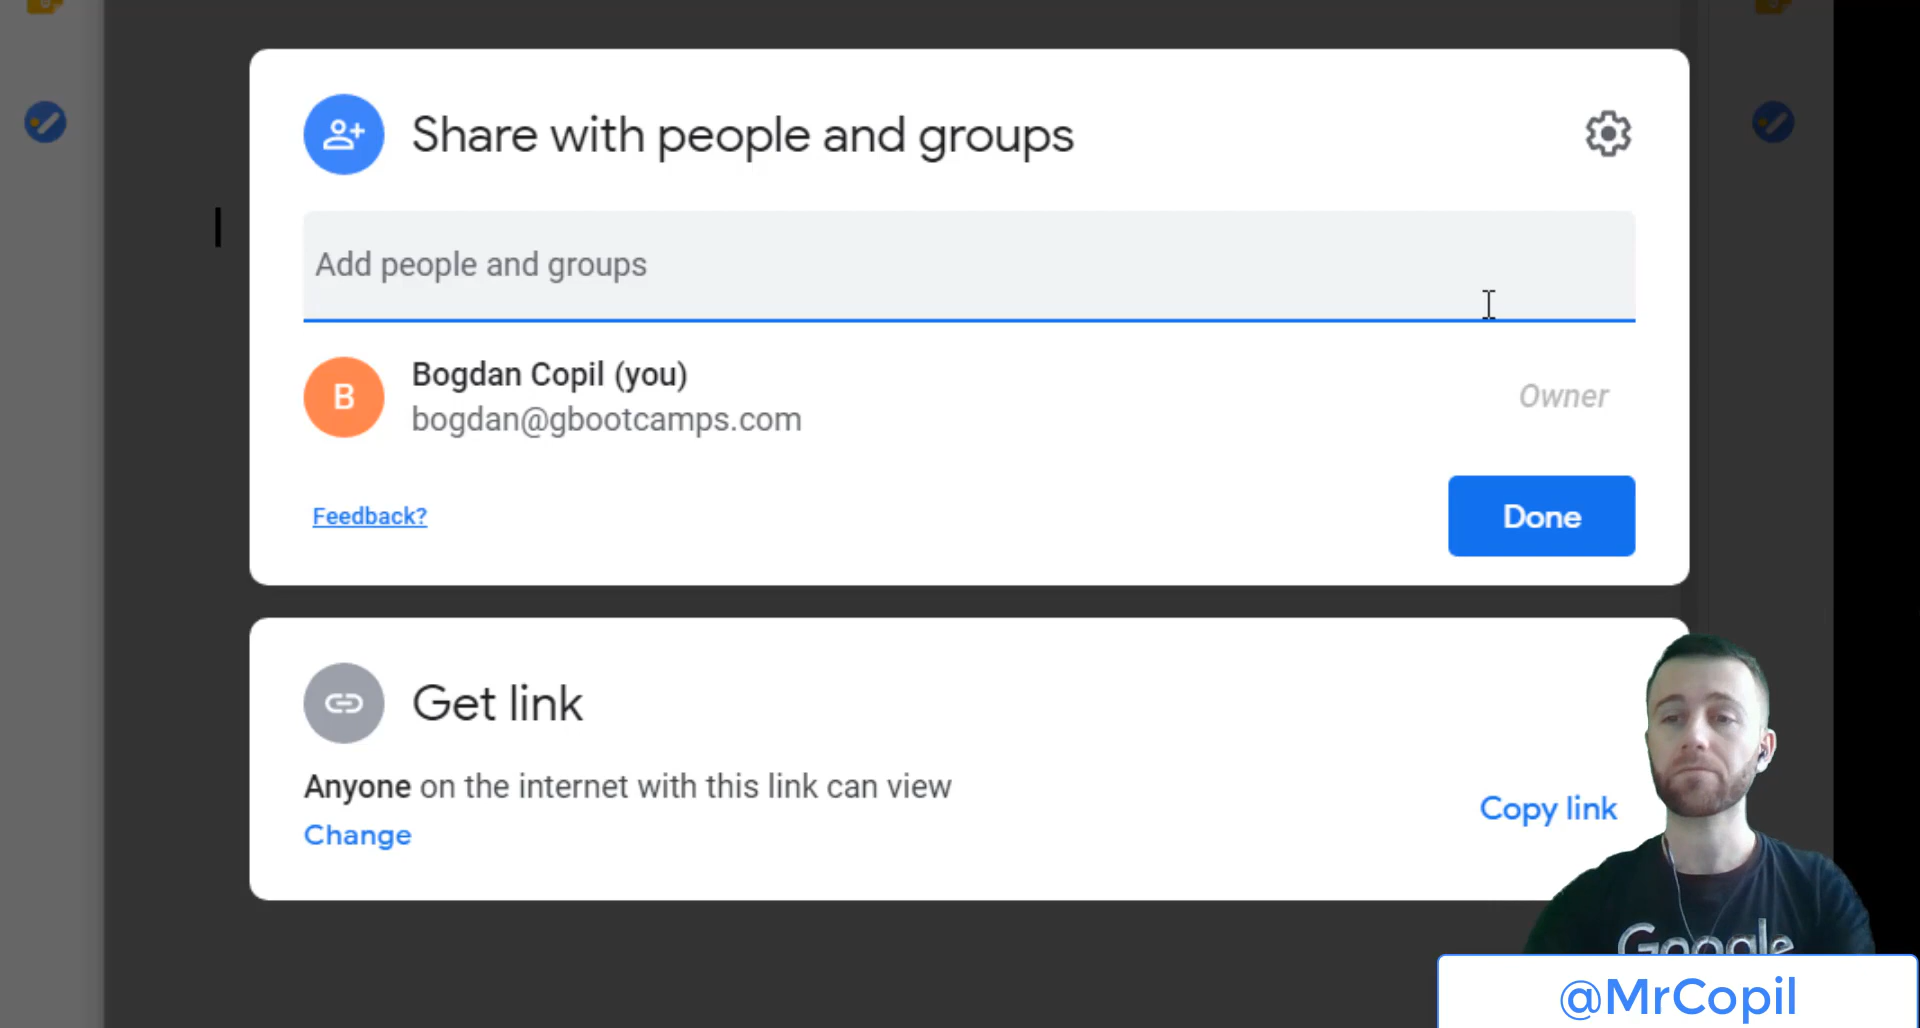 Share with people and groups
Add people and groups
B
Bogdan Copil (you)
bogdan@gbootcamps.com
Owner
Feedback?
Done
Get link
Anyone on the internet with this link can view
Change
Copy link
Google
@MrCopil